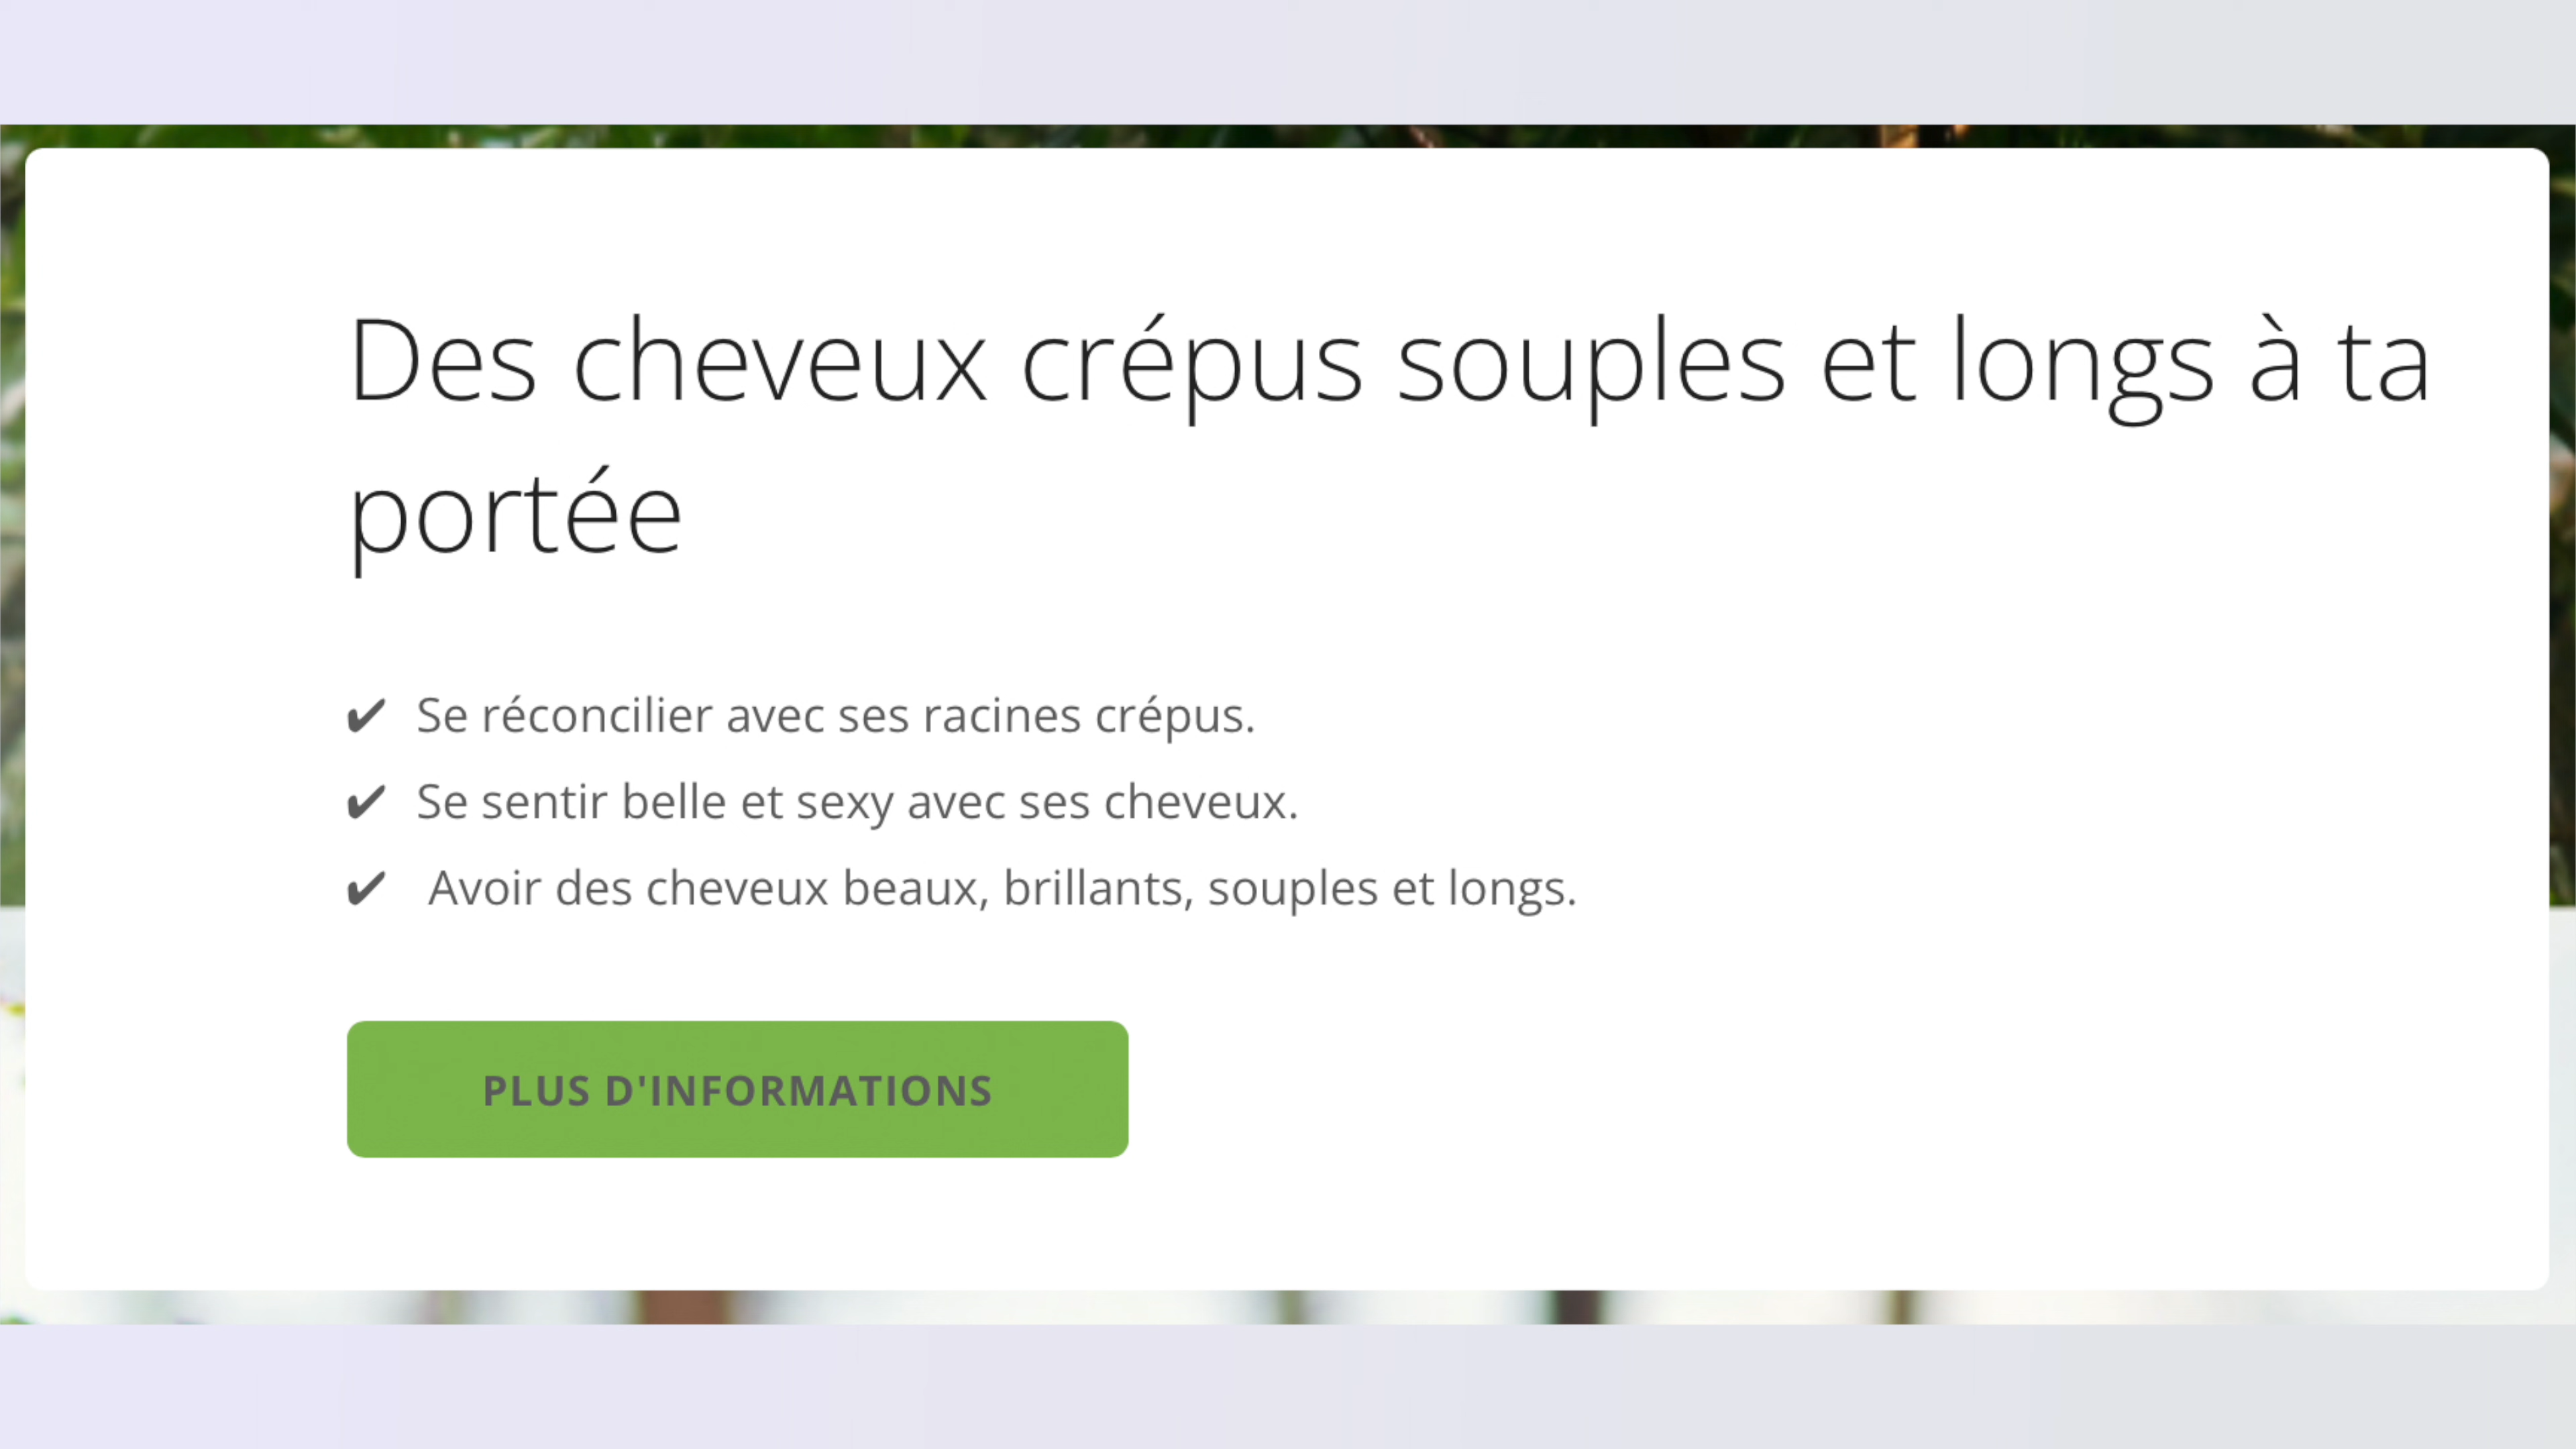 Des cheveux crépus souples et longs à ta
portée
✔ Se réconcilier avec ses racines crépus.
✔ Se sentir belle et sexy avec ses cheveux.
✔ Avoir des cheveux beaux, brillants, souples et longs.
PLUS D'INFORMATIONS